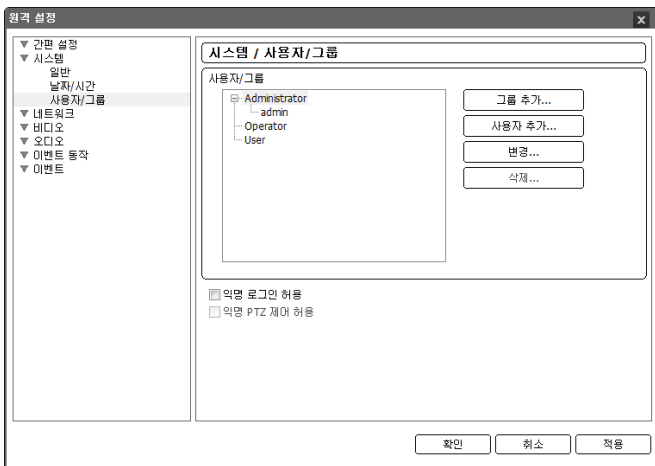 원격 설정
x
간편 설정
시스템
일반
날짜/시간
사용자/그룹
네트워크
비디오
오디오
이벤트 동작
이벤트
시스템 / 사용자/그룹
사용자/그룹
Administrator
admin
Operator
User
그룹 추가...
사용자 추가...
변경...
삭제...
익명 로그인 허용
익명 PTZ 제어 허용
확인
취소
적용